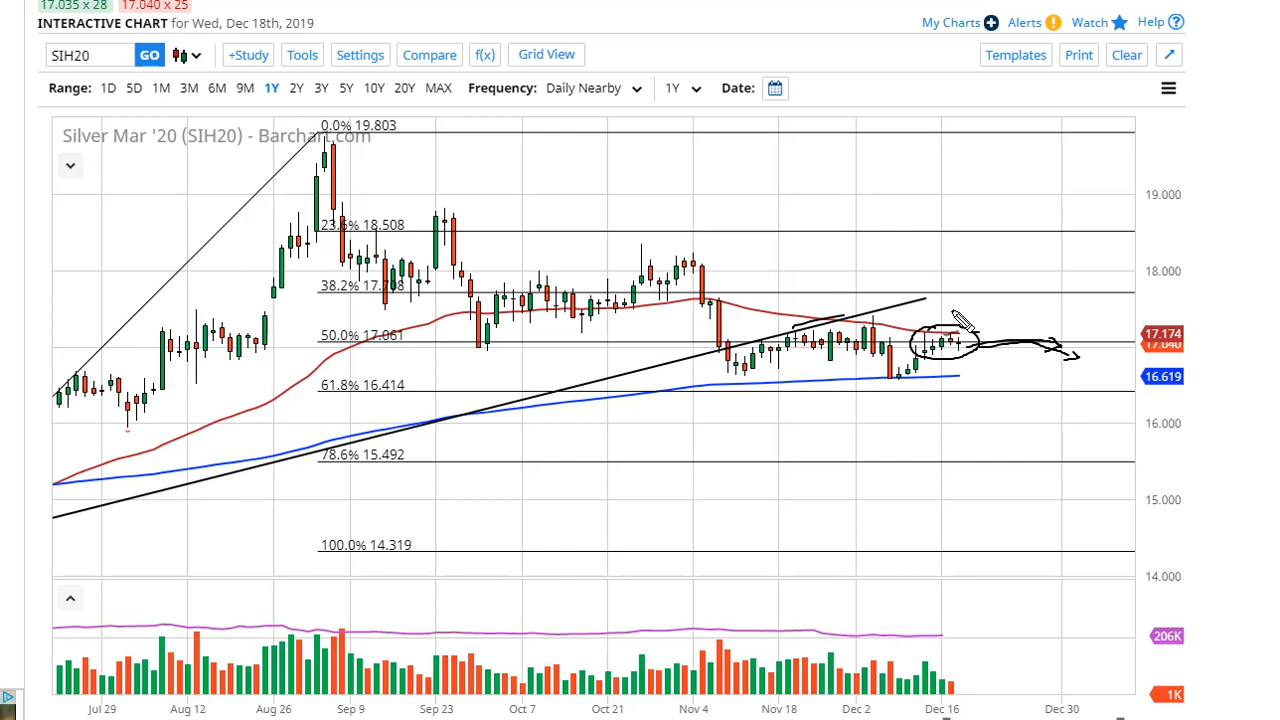 17.035 x 28 17.040 x 25
INTERACTIVE CHART for Wed, Dec 18th, 2019
My Charts Alerts Watch Help
SIH20 GO +Study Tools Settings Compare f(x) Grid View Templates Print Clear
Range: 1D 5D 1M 3M 6M 9M 1Y 2Y 3Y 5Y 10Y 20Y MAX Frequency: Daily Nearby 1Y Date:
Silver Mar '20 (SIH20) - Barchart.com
0.0% 19.803
19.000
23.6% 18.508
18.000
38.2% 17.768
17.174
50.0% 17.061
17.040
16.619
61.8% 16.414
16.000
78.6% 15.492
15.000
100.0% 14.319
14.000
206K
1K
Jul 29 Aug 12 Aug 26 Sep 9 Sep 23 Oct 7 Oct 21 Nov 4 Nov 18 Dec 2 Dec 16 Dec 30